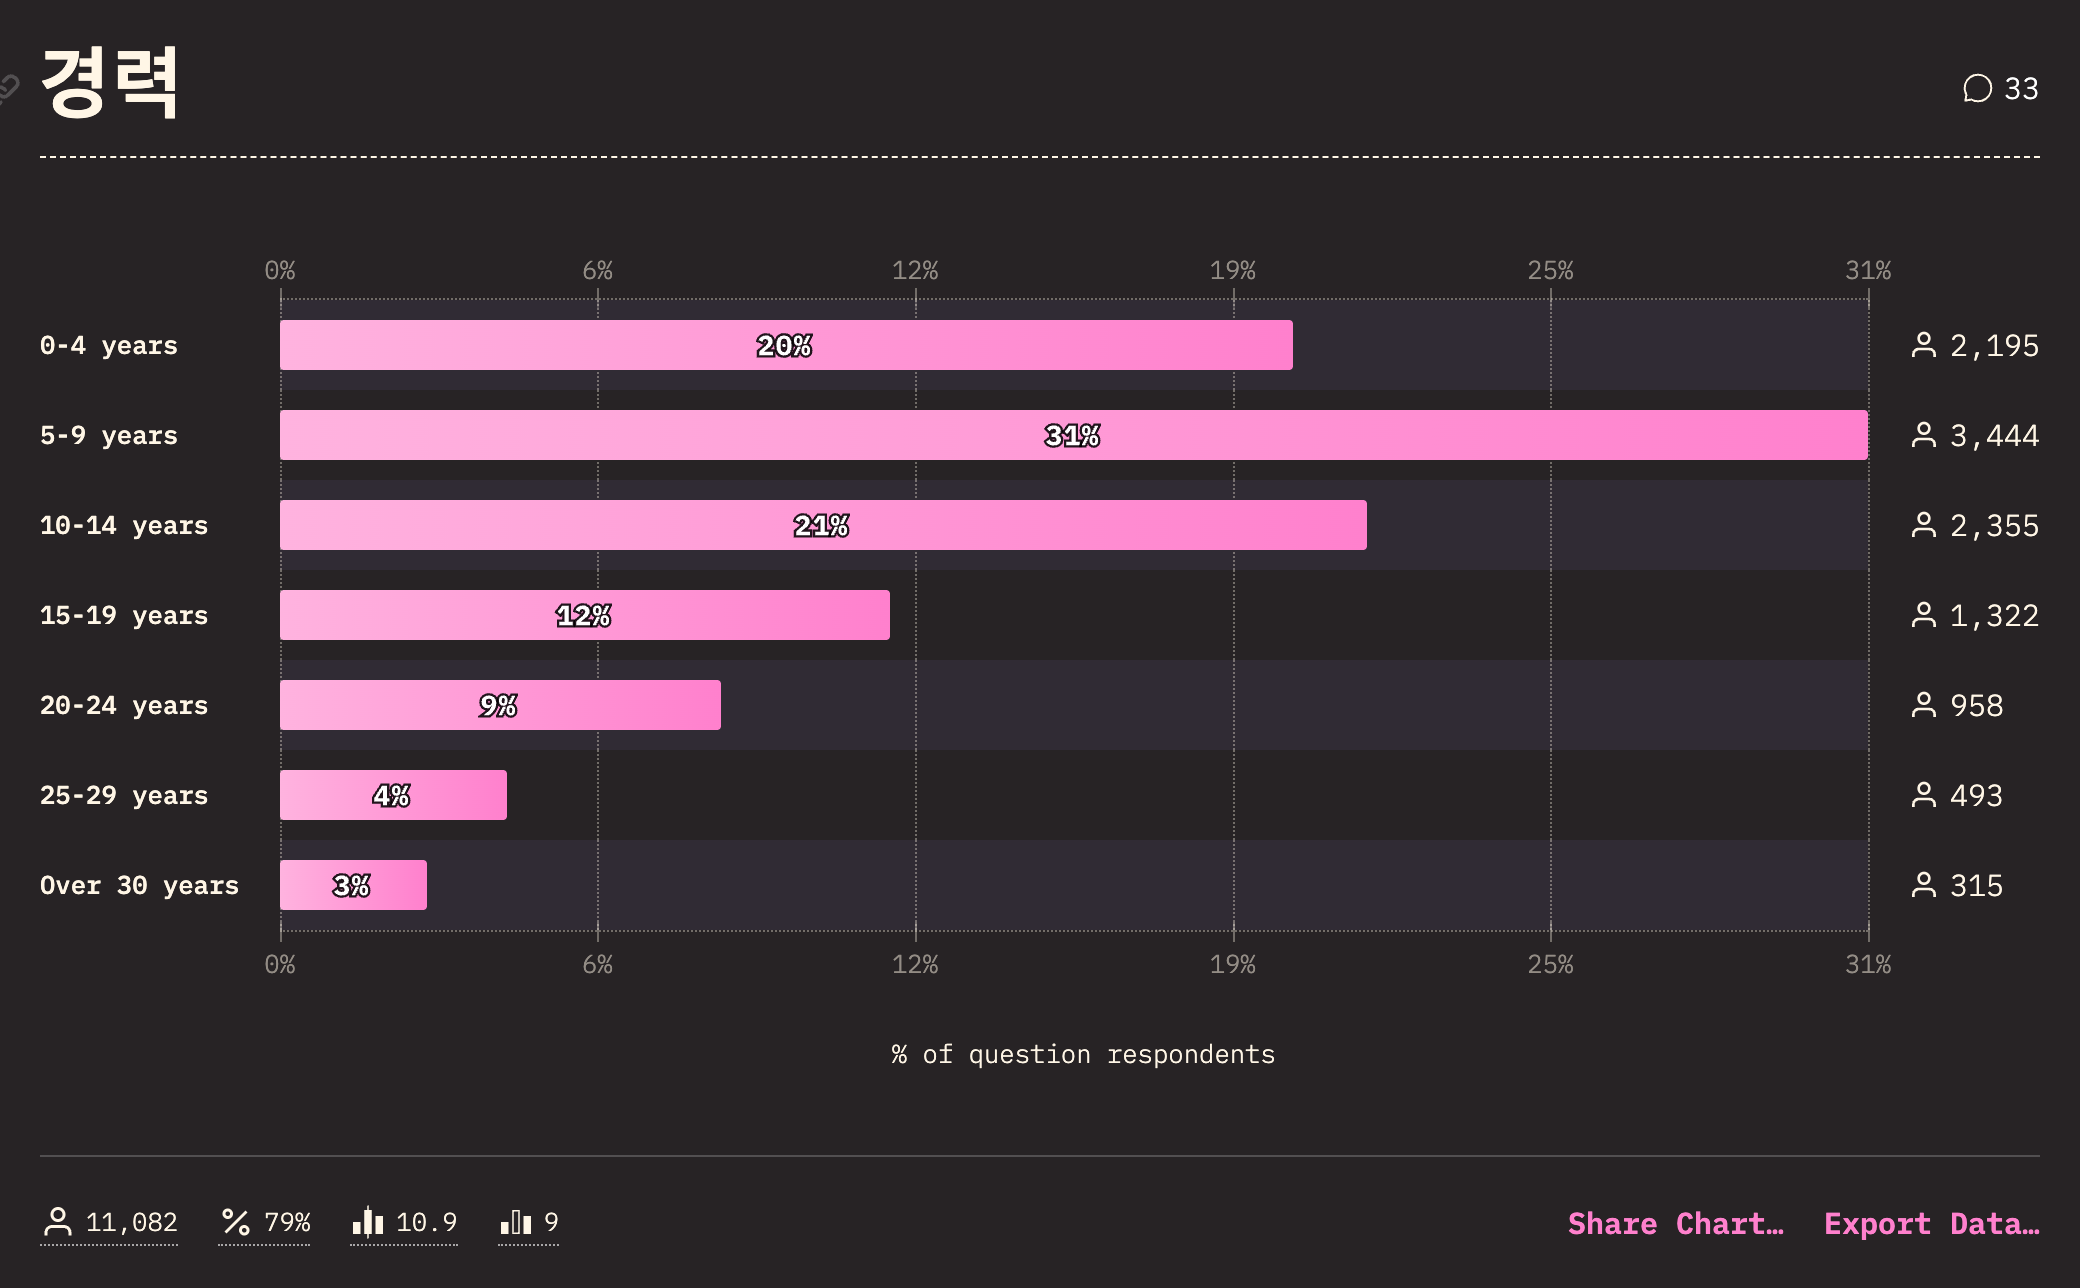 경력
33
0% 6% 12% 19% 25% 31%
0-4 years 20% 2,195
5-9 years 31% 3,444
10-14 years 21% 2,355
15-19 years 12% 1,322
20-24 years 9% 958
25-29 years 4% 493
Over 30 years 3% 315
0% 6% 12% 19% 25% 31%
% of question respondents
11,082 79% 10.9 9 Share Chart… Export Data…